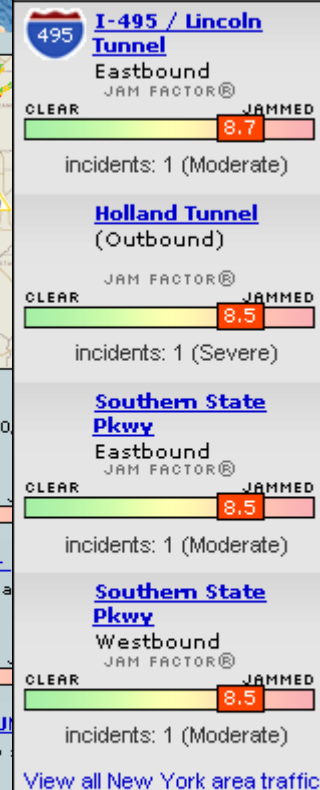 495
I-495 / Lincoln
Tunnel
Eastbound
JAM FACTOR®
CLEAR JAMMED
8.7
incidents: 1 (Moderate)
Holland Tunnel
(Outbound)
JAM FACTOR®
CLEAR JAMMED
8.5
incidents: 1 (Severe)
Southern State
Pkwy
Eastbound
JAM FACTOR®
CLEAR JAMMED
8.5
incidents: 1 (Moderate)
Southern State
Pkwy
Westbound
JAM FACTOR®
CLEAR JAMMED
8.5
incidents: 1 (Moderate)
View all New York area traffic